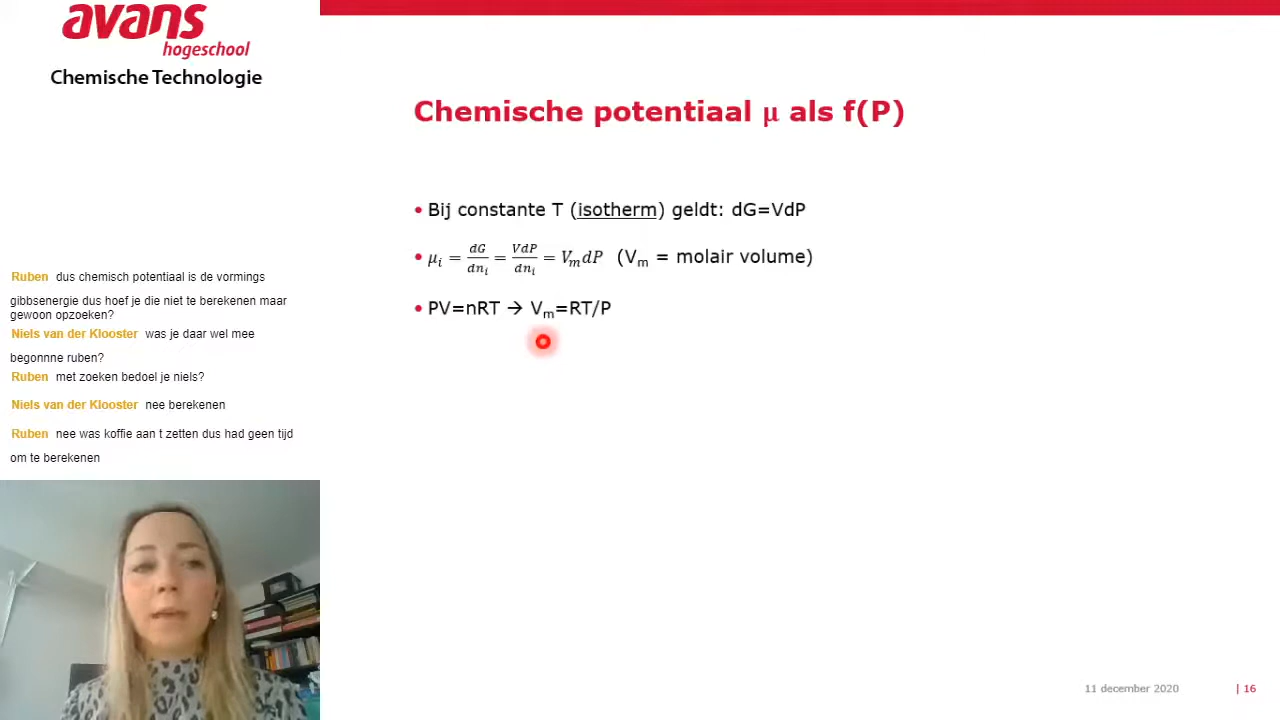 avans
hogeschool
Chemische Technologie
Chemische potentiaal μ als f(P)
• Bij constante T (isotherm) geldt: dG=VdP
• μᵢ = dG/dnᵢ = VdP/dnᵢ = VₘdP (Vₘ = molair volume)
• PV=nRT → Vₘ=RT/P
Ruben dus chemisch potentiaal is de vormings
gibbsenergie dus hoef je die niet te berekenen maar
gewoon opzoeken?
Niels van der Klooster was je daar wel mee
begonnne ruben?
Ruben met zoeken bedoel je niels?
Niels van der Klooster nee berekenen
Ruben nee was koffie aan t zetten dus had geen tijd
om te berekenen
11 december 2020 | 16